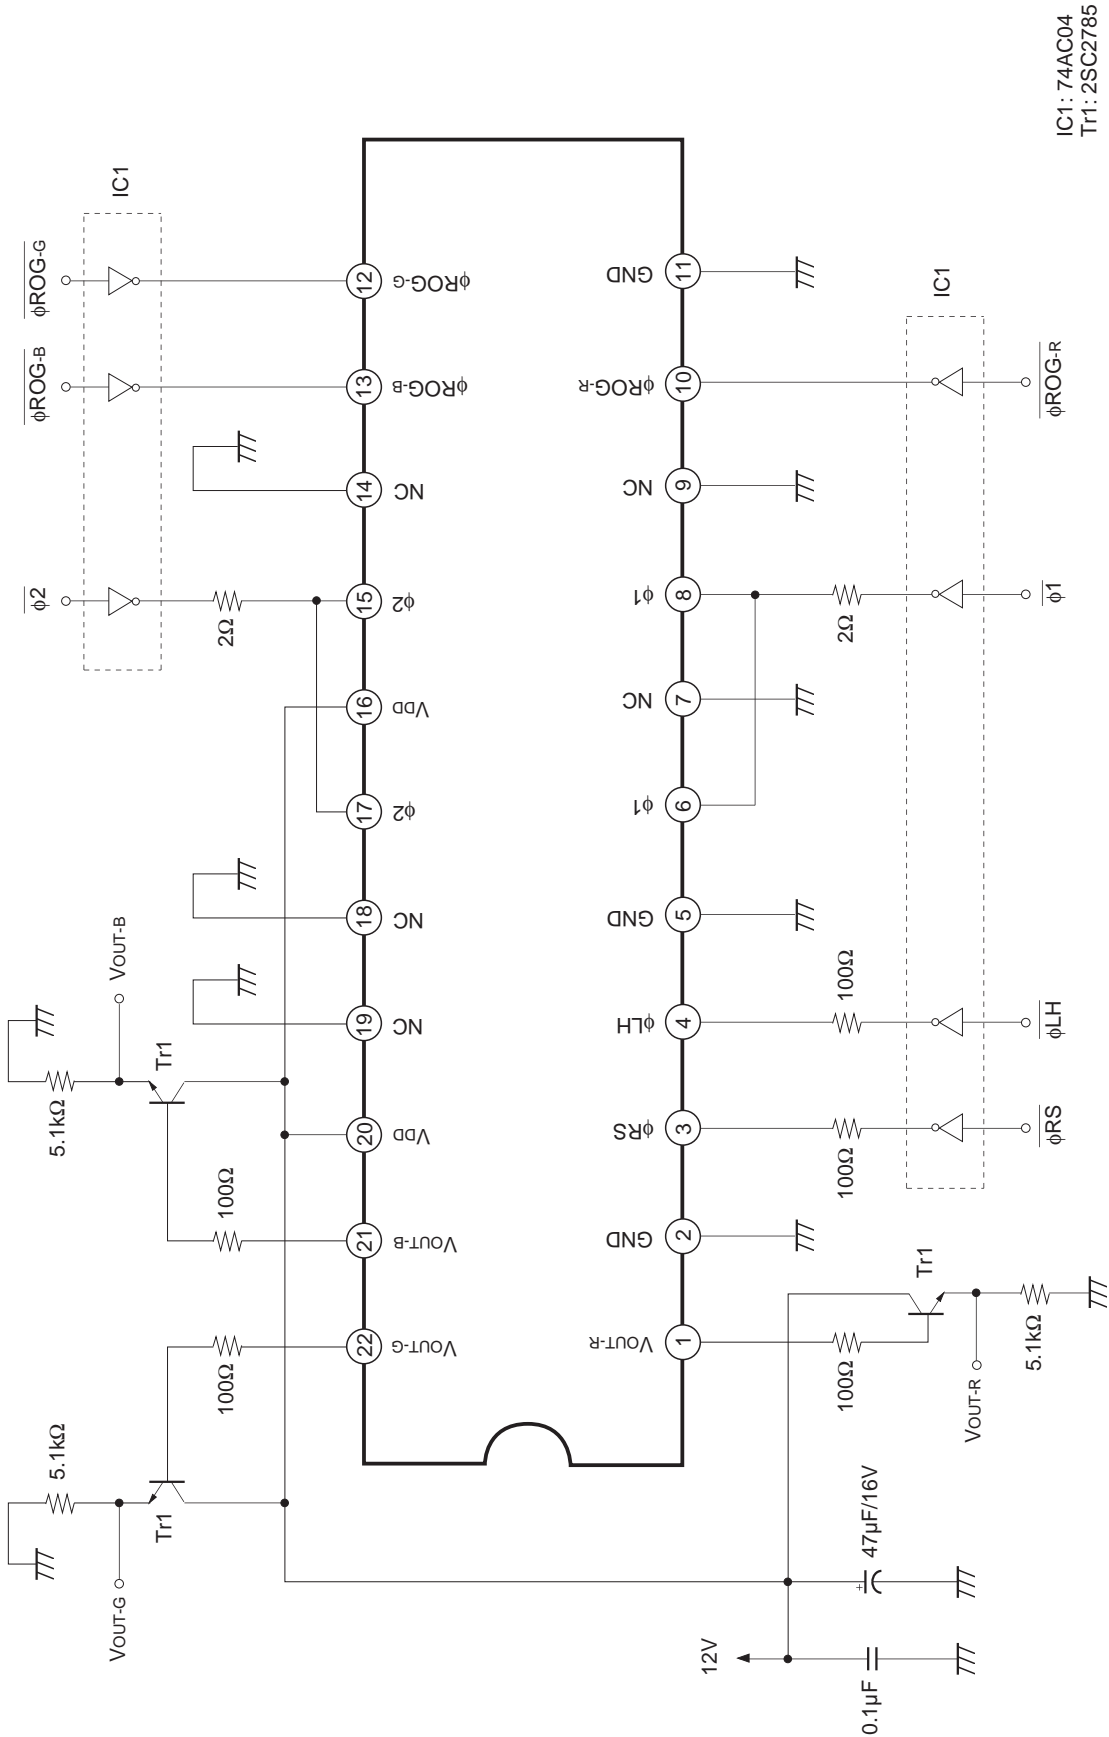 IC1: 74AC04
Tr1: 2SC2785
VOUT-G
5.1kΩ
Tr1
100Ω
100Ω
5.1kΩ
Tr1
VOUT-B
φ2
2Ω
φROG-B
φROG-G
IC1
22
21
20
19
18
17
16
15
14
13
12
VOUT-G
VOUT-B
VDD
NC
NC
φ2
VDD
φ2
NC
φROG-B
φROG-G
VOUT-R
GND
φRS
φLH
GND
φ1
NC
φ1
NC
φROG-R
GND
1
2
3
4
5
6
7
8
9
10
11
12V
0.1µF
+
47µF/16V
100Ω
Tr1
VOUT-R
5.1kΩ
100Ω
100Ω
2Ω
IC1
φRS
φLH
φ1
φROG-R